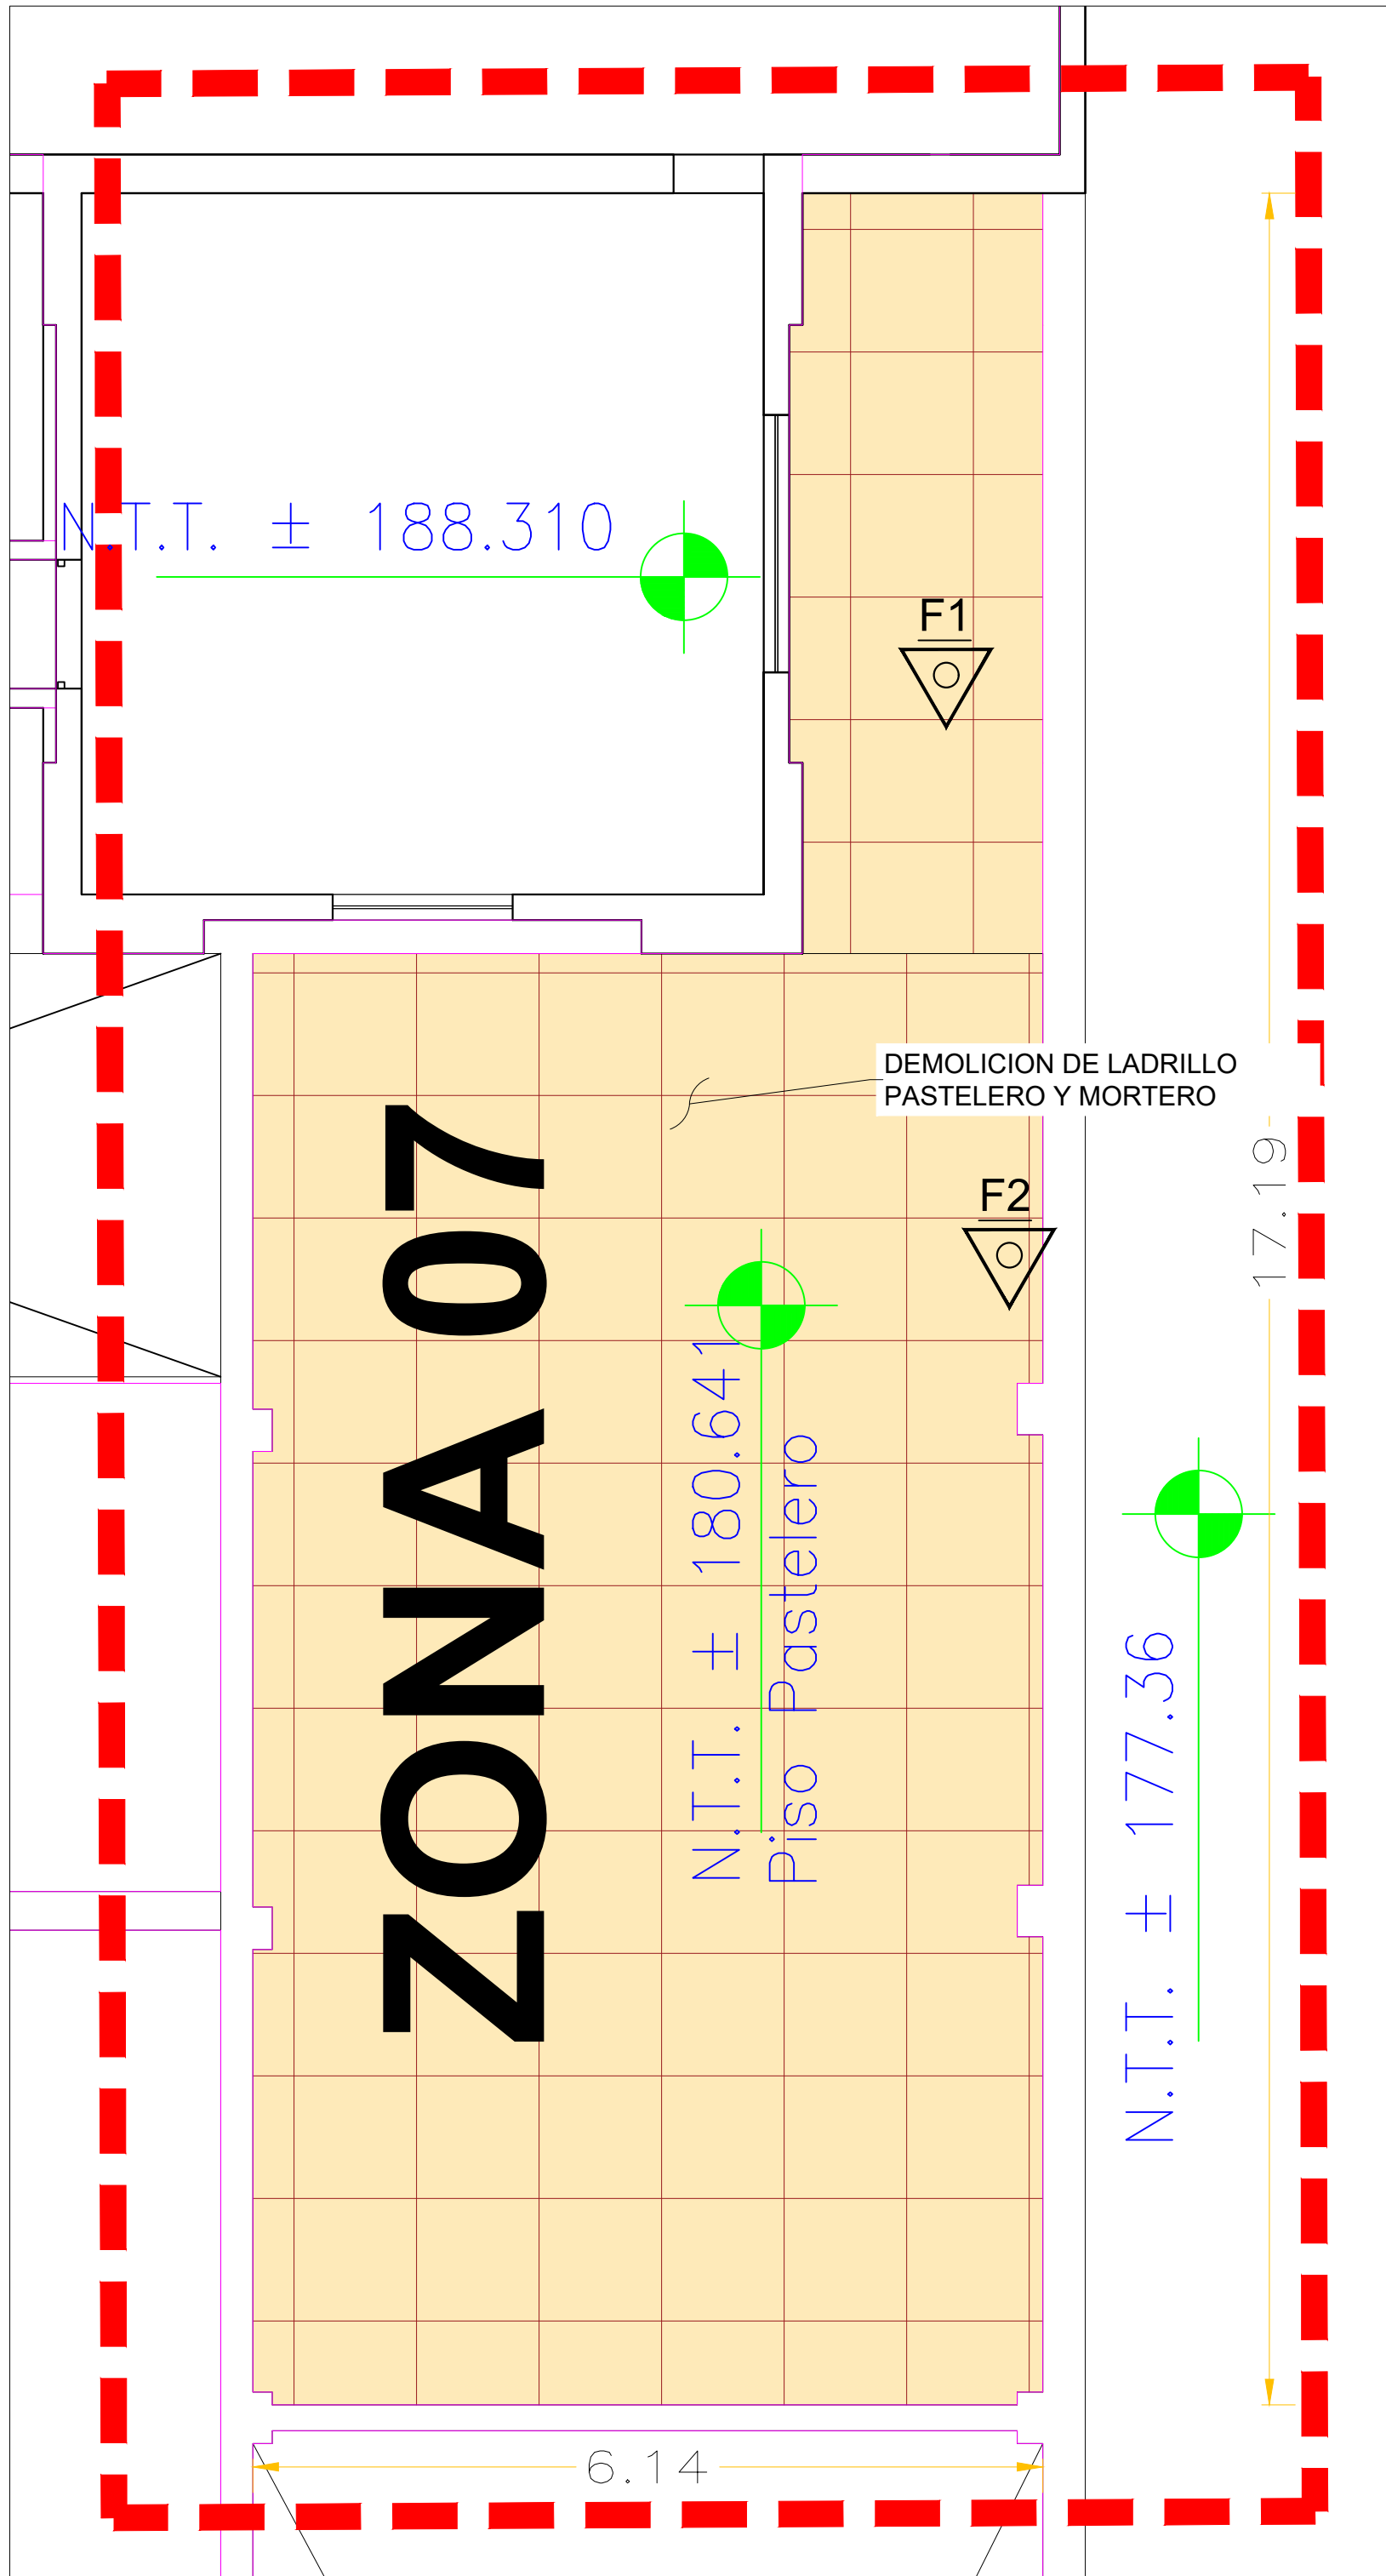 N.T.T. ± 188.310
F1
DEMOLICION DE LADRILLO
PASTELERO Y MORTERO
17.19
F2
ZONA 07
N.T.T. ± 180.641
Piso Pastelero
N.T.T. ± 177.36
6.14